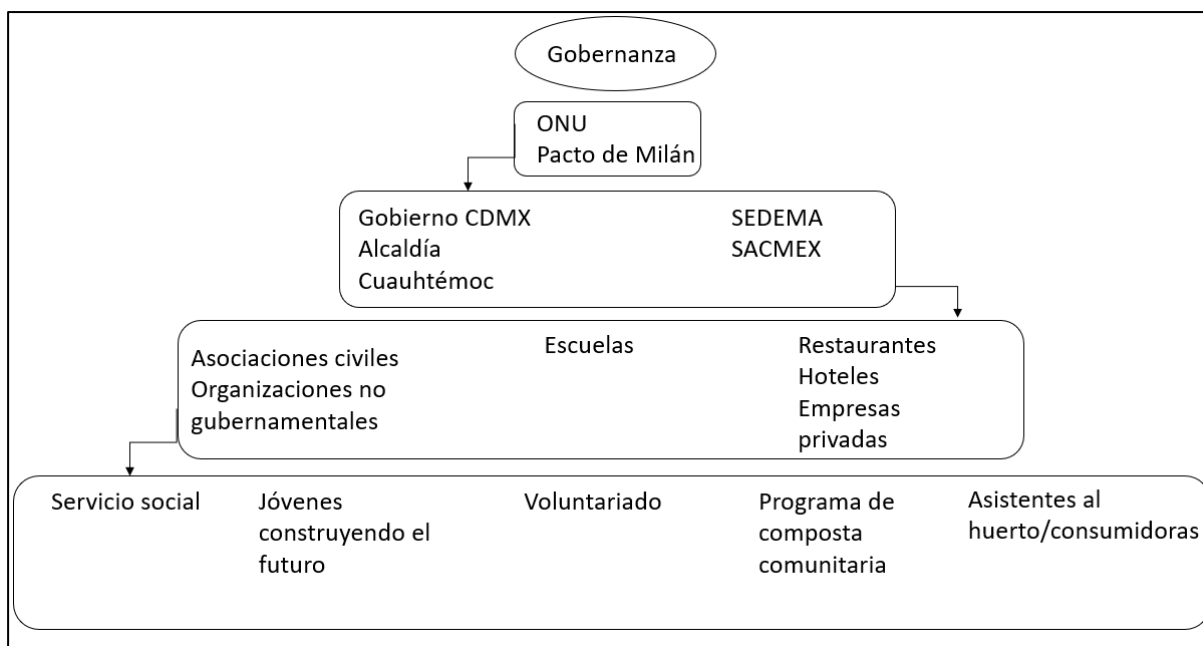 Gobernanza
ONU
Pacto de Milán
Gobierno CDMX
Alcaldía
Cuauhtémoc
SEDEMA
SACMEX
Asociaciones civiles
Organizaciones no
gubernamentales
Escuelas
Restaurantes
Hoteles
Empresas
privadas
Servicio social
Jóvenes
construyendo el
futuro
Voluntariado
Programa de
composta
comunitaria
Asistentes al
huerto/consumidoras